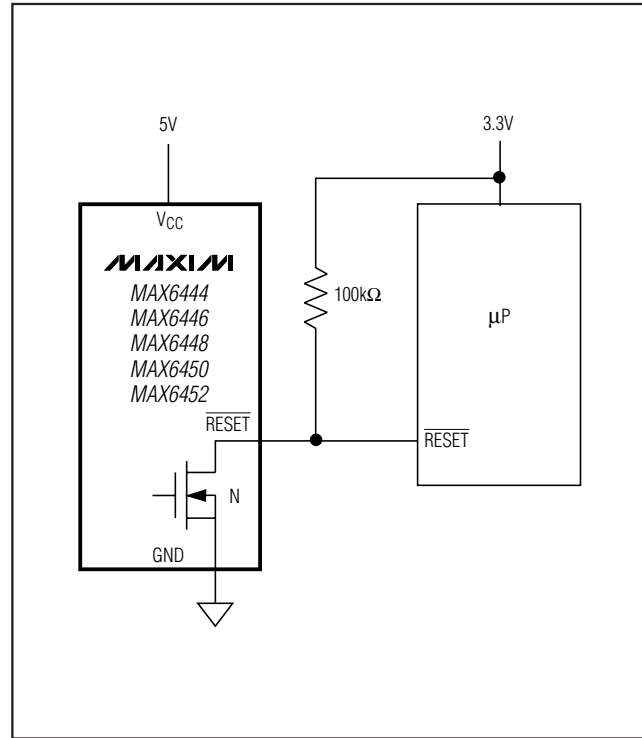 5V
3.3V
VCC
MAXIM
MAX6444
MAX6446
MAX6448
MAX6450
MAX6452
RESET
N
GND
100kΩ
μP
RESET